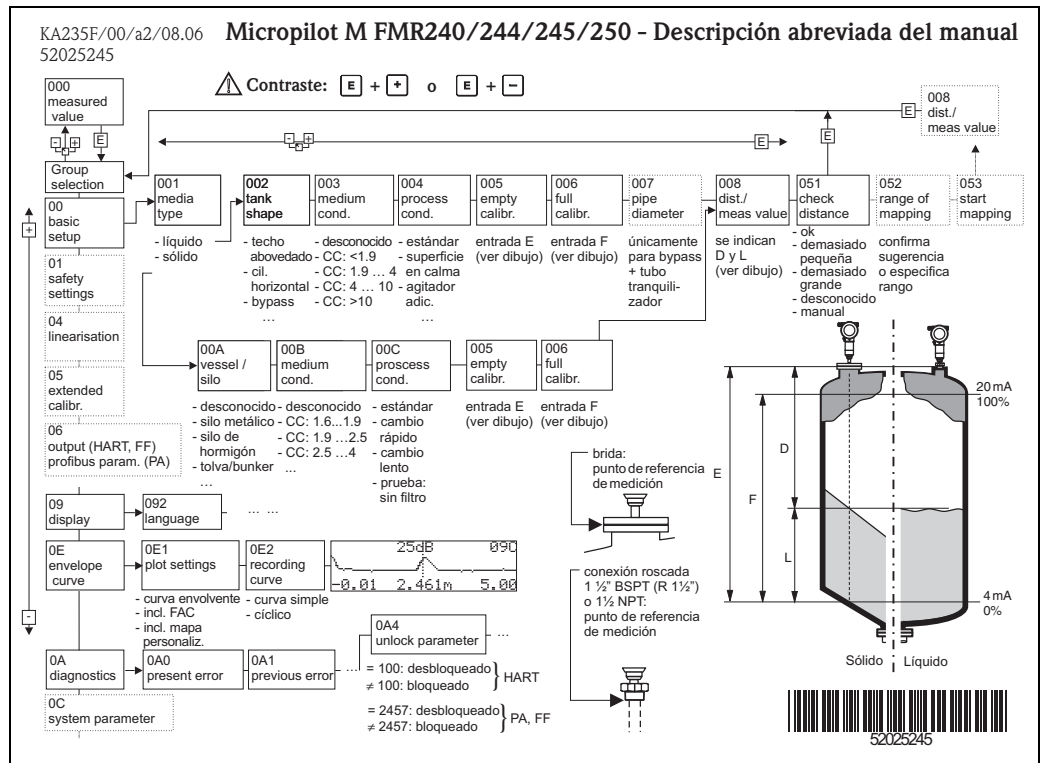 KA235F/00/a2/08.06
52025245
Micropilot M FMR240/244/245/250 - Descripción abreviada del manual
Contraste: E + + o E + −
000
measured
value
- +
E
Group
selection
- +
E
E
E
008
dist./
meas value
+
-
00
basic
setup
01
safety
settings
04
linearisation
05
extended
calibr.
06
output (HART, FF)
profibus param. (PA)
001
media
type
- líquido
- sólido
002
tank
shape
- techo
abovedado
- cil.
horizontal
- bypass
...
003
medium
cond.
- desconocido
- CC: <1.9
- CC: 1.9 ... 4
- CC: 4 ... 10
- CC: >10
004
process
cond.
- estándar
- superficie
en calma
- agitador
adic.
...
005
empty
calibr.
entrada E
(ver dibujo)
006
full
calibr.
entrada F
(ver dibujo)
007
pipe
diameter
únicamente
para bypass
+ tubo
tranquili-
zador
008
dist./
meas value
se indican
D y L
(ver dibujo)
051
check
distance
- ok
- demasiado
pequeña
- demasiado
grande
- desconocido
- manual
052
range of
mapping
confirma
sugerencia
o especifica
rango
053
start
mapping
00A
vessel /
silo
- desconocido
- silo metálico
- silo de
hormigón
- tolva/bunker
...
00B
medium
cond.
- desconocido
- CC: 1.6...1.9
- CC: 1.9 ...2.5
- CC: 2.5 ...4
...
00C
proscess
cond.
- estándar
- cambio
rápido
- cambio
lento
- prueba:
sin filtro
005
empty
calibr.
entrada E
(ver dibujo)
006
full
calibr.
entrada F
(ver dibujo)
09
display
092
language
... ...
0E
envelope
curve
0E1
plot settings
- curva envolvente
- incl. FAC
- incl. mapa
personaliz.
0E2
recording
curve
- curva simple
- cíclico
25dB 09C
-0.01 2.461m 5.00
0A
diagnostics
0A0
present error
0A1
previous error
...
0A4
unlock parameter
...
= 100: desbloqueado
≠ 100: bloqueado
HART
= 2457: desbloqueado
≠ 2457: bloqueado
PA, FF
0C
system parameter
brida:
punto de referencia
de medición
conexión roscada
1 ½” BSPT (R 1½”)
o 1½ NPT:
punto de referencia
de medición
20 mA
100%
D
E
F
L
4 mA
0%
Sólido
Líquido
52025245